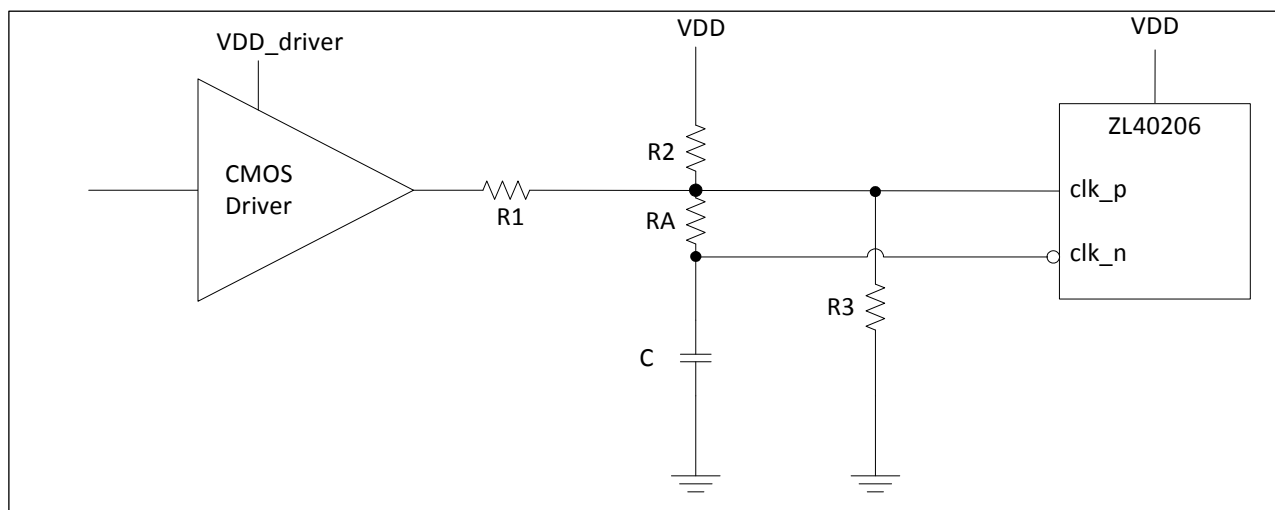 VDD_driver
VDD
VDD
ZL40206
R2
CMOS
Driver
clk_p
R1
RA
clk_n
R3
C